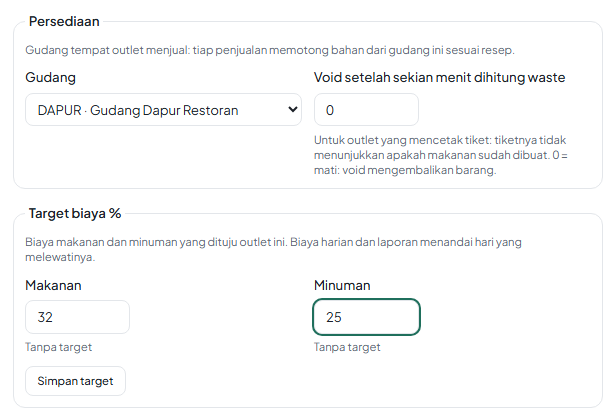 Persediaan
Gudang tempat outlet menjual: tiap penjualan memotong bahan dari gudang ini sesuai resep.
Gudang
Void setelah sekian menit dihitung waste
DAPUR · Gudang Dapur Restoran
0
Untuk outlet yang mencetak tiket: tiketnya tidak
menunjukkan apakah makanan sudah dibuat. 0 =
mati: void mengembalikan barang.
Target biaya %
Biaya makanan dan minuman yang dituju outlet ini. Biaya harian dan laporan menandai hari yang
melewatinya.
Makanan
Minuman
32
25
Tanpa target
Tanpa target
Simpan target